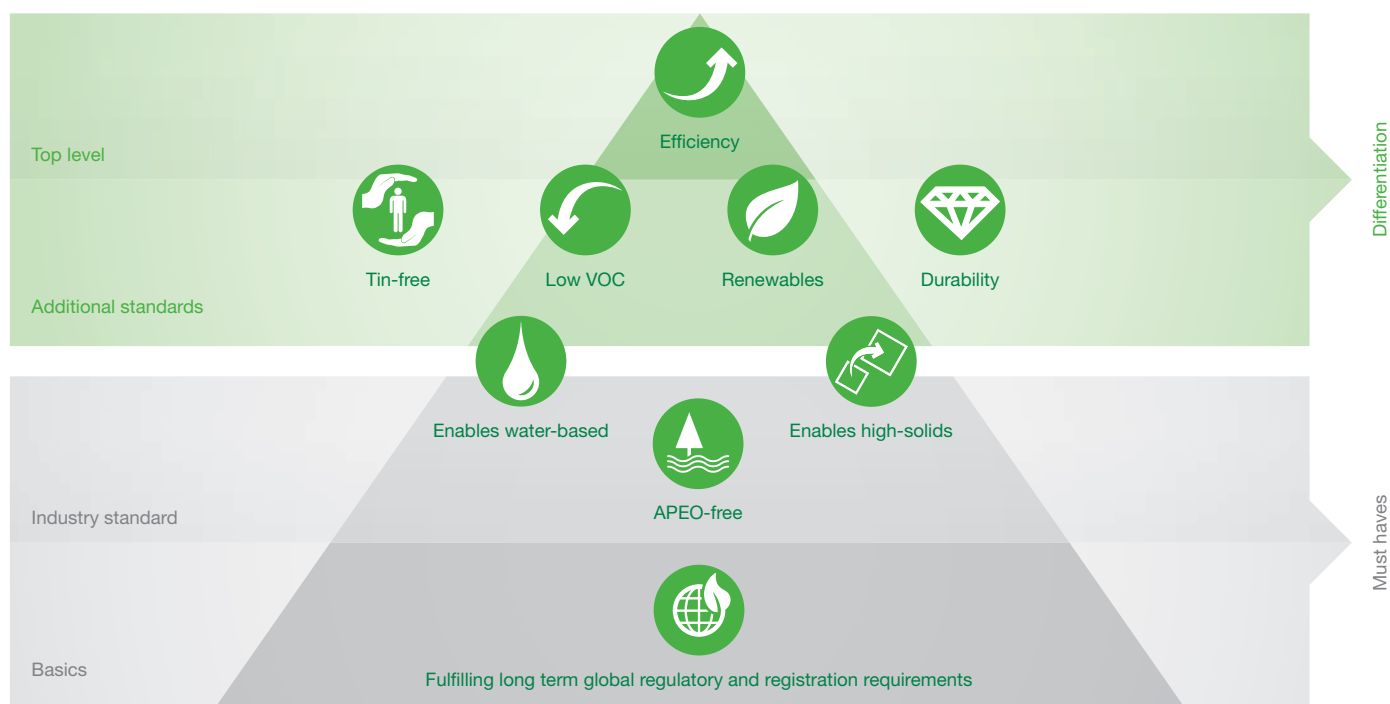 Efficiency
Top level
Differentiation
Tin-free
Low VOC
Renewables
Durability
Additional standards
Enables water-based
Enables high-solids
APEO-free
Industry standard
Must haves
Basics
Fulfilling long term global regulatory and registration requirements